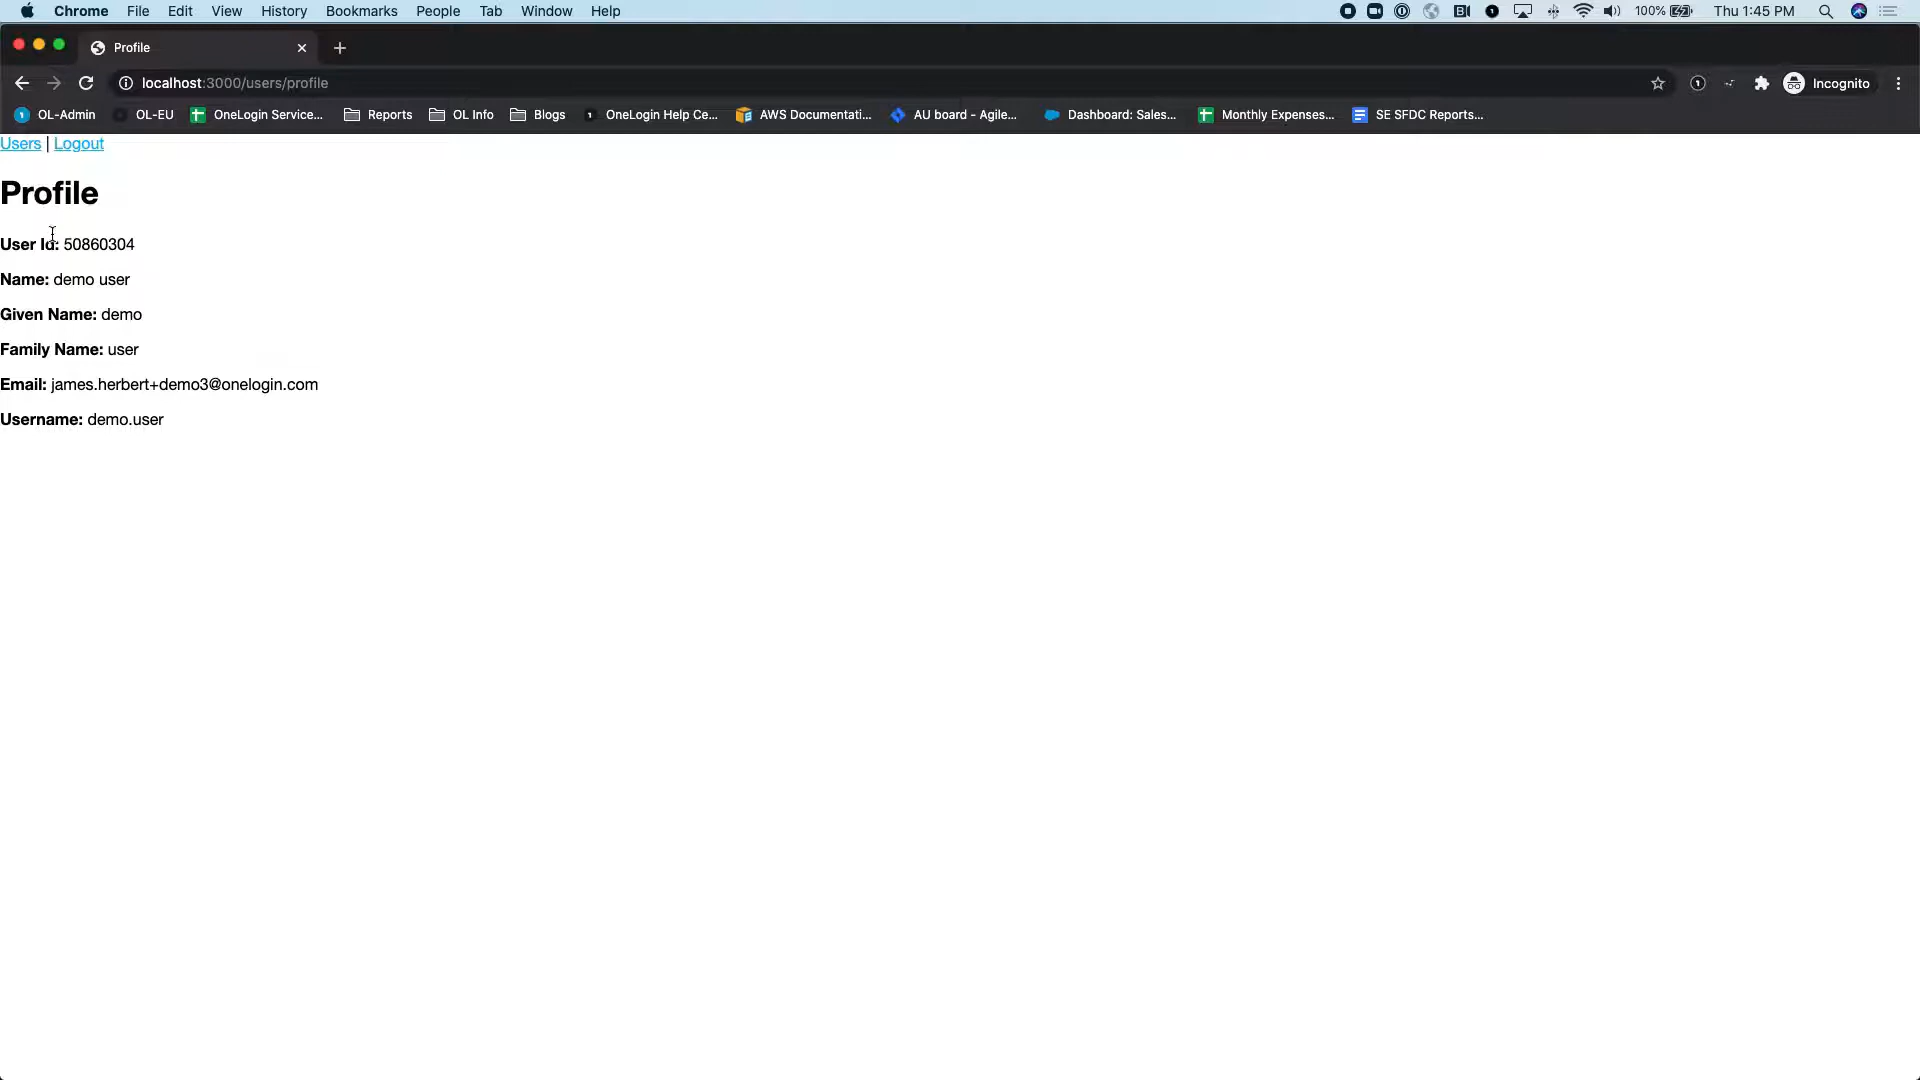 Chrome File Edit View History Bookmarks People Tab Window Help 100% Thu 1:45 PM
Profile
localhost:3000/users/profile Incognito
OL-Admin OL-EU OneLogin Service... Reports OL Info Blogs OneLogin Help Ce... AWS Documentati... AU board - Agile... Dashboard: Sales... Monthly Expenses... SE SFDC Reports...
Users | Logout
Profile
User Id: 50860304
Name: demo user
Given Name: demo
Family Name: user
Email: james.herbert+demo3@onelogin.com
Username: demo.user